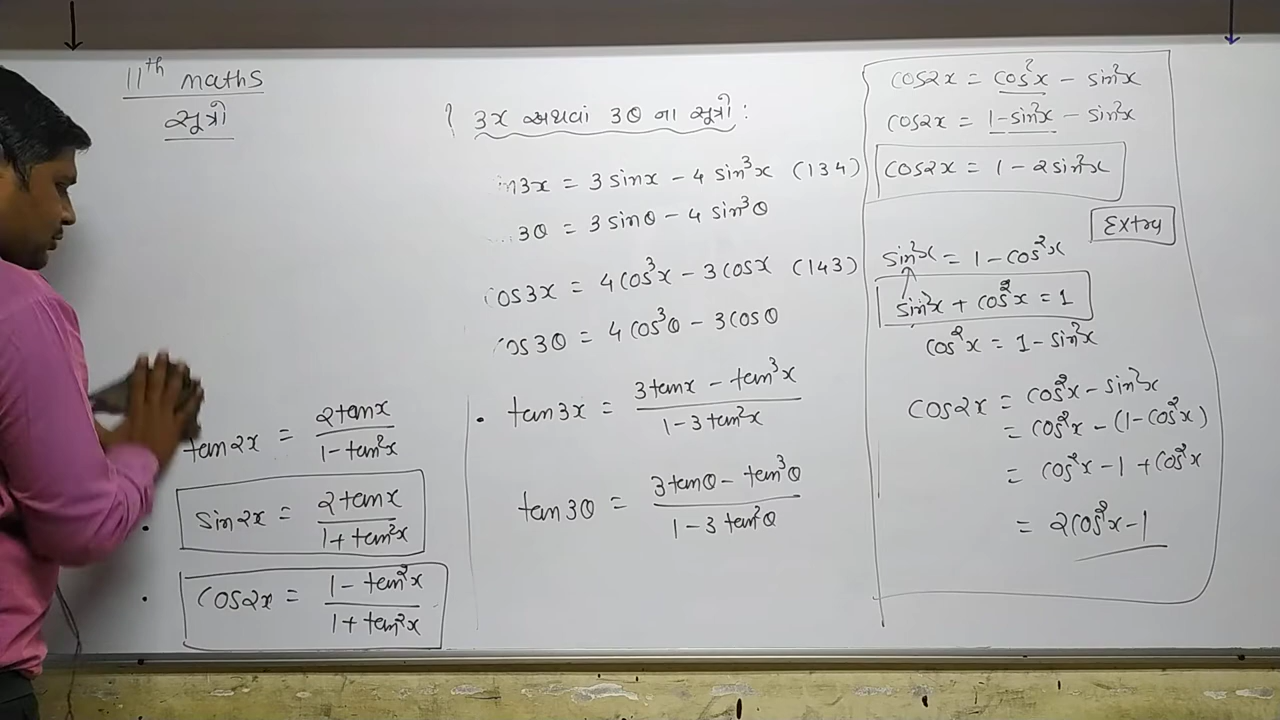 11th maths
સૂત્રો
tan2x = 2tanx / 1 - tan²x
sin2x = 2tanx / 1 + tan²x
cos2x = 1 - tan²x / 1 + tan²x
3x અથવા 3θ ના સૂત્રો :
in3x = 3 sinx - 4 sin³x (134)
3θ = 3 sinθ - 4 sin³θ
cos3x = 4cos³x - 3cosx (143)
cos3θ = 4cos³θ - 3cosθ
tan3x = 3tanx - tan³x / 1 - 3tan²x
tan3θ = 3tanθ - tan³θ / 1 - 3tan²θ
cos2x = cos²x - sin²x
cos2x = 1 - sin²x - sin²x
cos2x = 1 - 2sin²x
Extra
sin²x = 1 - cos²x
sin²x + cos²x = 1
cos²x = 1 - sin²x
cos2x = cos²x - sin²x
= cos²x - (1 - cos²x)
= cos²x - 1 + cos²x
= 2cos²x - 1